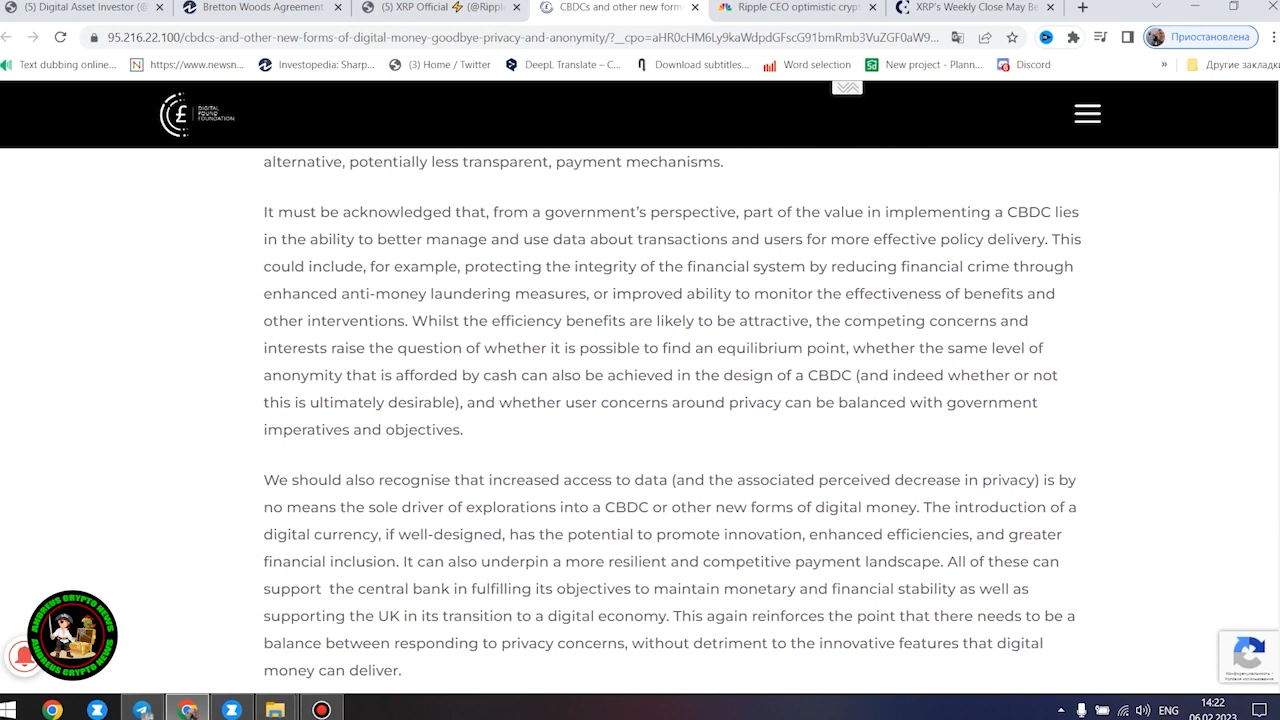 (5) Digital Asset Investor (@
Bretton Woods Agreement
(5) XRP Official ⚡ (@Ripple
CBDCs and other new form
Ripple CEO optimistic crypt
XRP's Weekly Close May Be
95.216.22.100/cbdcs-and-other-new-forms-of-digital-money-goodbye-privacy-and-anonymity/?__cpo=aHR0cHM6Ly9kaWdpdGFscG91bmRmb3VuZGF0aW9...
Приостановлена
Text dubbing online...
https://www.newsn...
Investopedia: Sharp...
(3) Home / Twitter
DeepL Translate – C...
Download subtitles...
Word selection
New project - Plann...
Discord
»
Другие закладки
DIGITAL
POUND
FOUNDATION
alternative, potentially less transparent, payment mechanisms.
It must be acknowledged that, from a government's perspective, part of the value in implementing a CBDC lies
in the ability to better manage and use data about transactions and users for more effective policy delivery. This
could include, for example, protecting the integrity of the financial system by reducing financial crime through
enhanced anti-money laundering measures, or improved ability to monitor the effectiveness of benefits and
other interventions. Whilst the efficiency benefits are likely to be attractive, the competing concerns and
interests raise the question of whether it is possible to find an equilibrium point, whether the same level of
anonymity that is afforded by cash can also be achieved in the design of a CBDC (and indeed whether or not
this is ultimately desirable), and whether user concerns around privacy can be balanced with government
imperatives and objectives.
We should also recognise that increased access to data (and the associated perceived decrease in privacy) is by
no means the sole driver of explorations into a CBDC or other new forms of digital money. The introduction of a
digital currency, if well-designed, has the potential to promote innovation, enhanced efficiencies, and greater
financial inclusion. It can also underpin a more resilient and competitive payment landscape. All of these can
support the central bank in fulfilling its objectives to maintain monetary and financial stability as well as
supporting the UK in its transition to a digital economy. This again reinforces the point that there needs to be a
balance between responding to privacy concerns, without detriment to the innovative features that digital
money can deliver.
ANDREUS CRYPTO NEWS
ANDREUS CRYPTO NEWS
Конфиденциальность -
Условия использования
ENG
14:22
06.02.2023